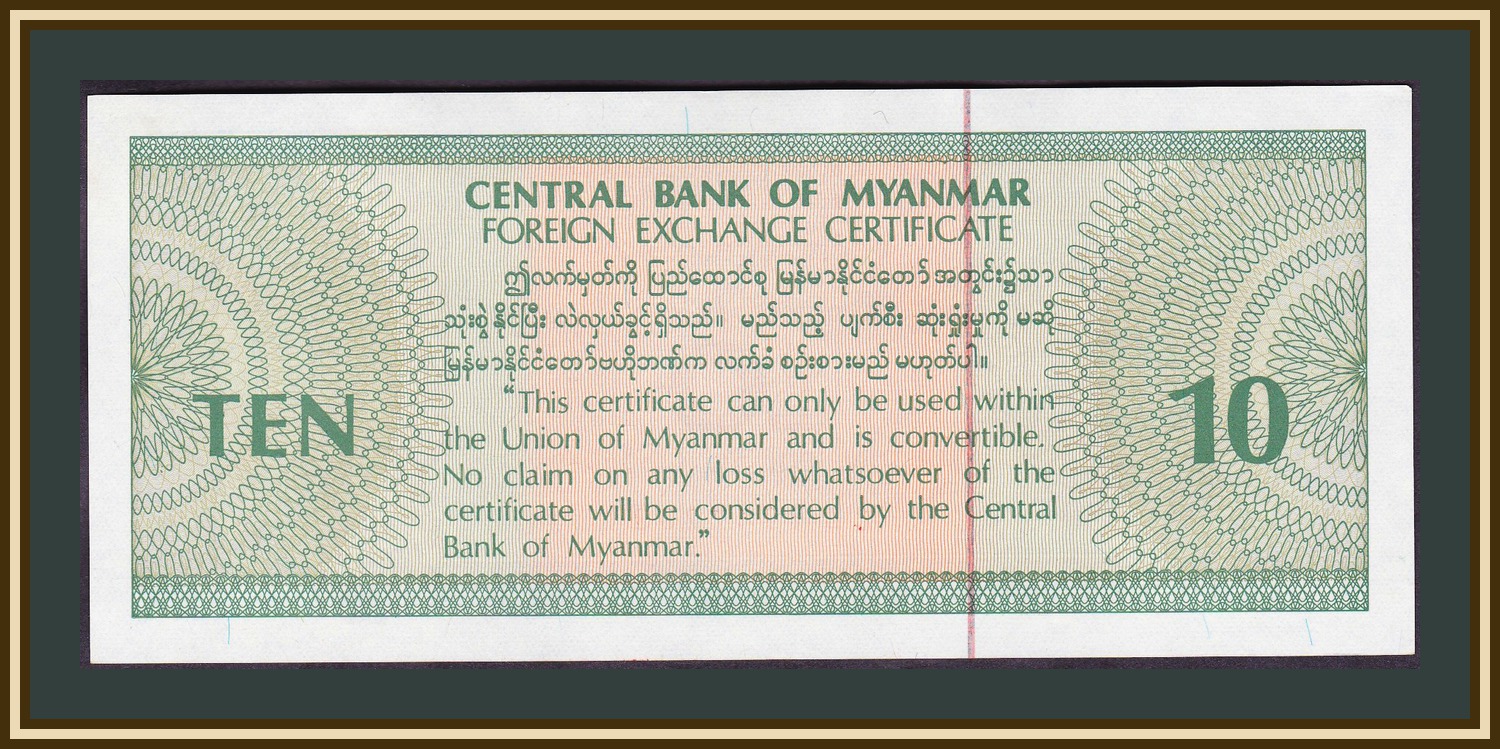 CENTRAL BANK OF MYANMAR
FOREIGN EXCHANGE CERTIFICATE
ဤလက်မှတ်ကို ပြည်ထောင်စု မြန်မာနိုင်ငံတော်အတွင်း၌သာ
သုံးစွဲနိုင်ပြီး လဲလှယ်ခွင့်ရှိသည်။ မည်သည့် ပျက်စီး ဆုံးရှုံးမှုကို မဆို
မြန်မာနိုင်ငံတော်ဗဟိုဘဏ်က လက်ခံ စဉ်းစားမည် မဟုတ်ပါ။
“This certificate can only be used within
the Union of Myanmar and is convertible.
No claim on any loss whatsoever of the
certificate will be considered by the Central
Bank of Myanmar.”
TEN
10